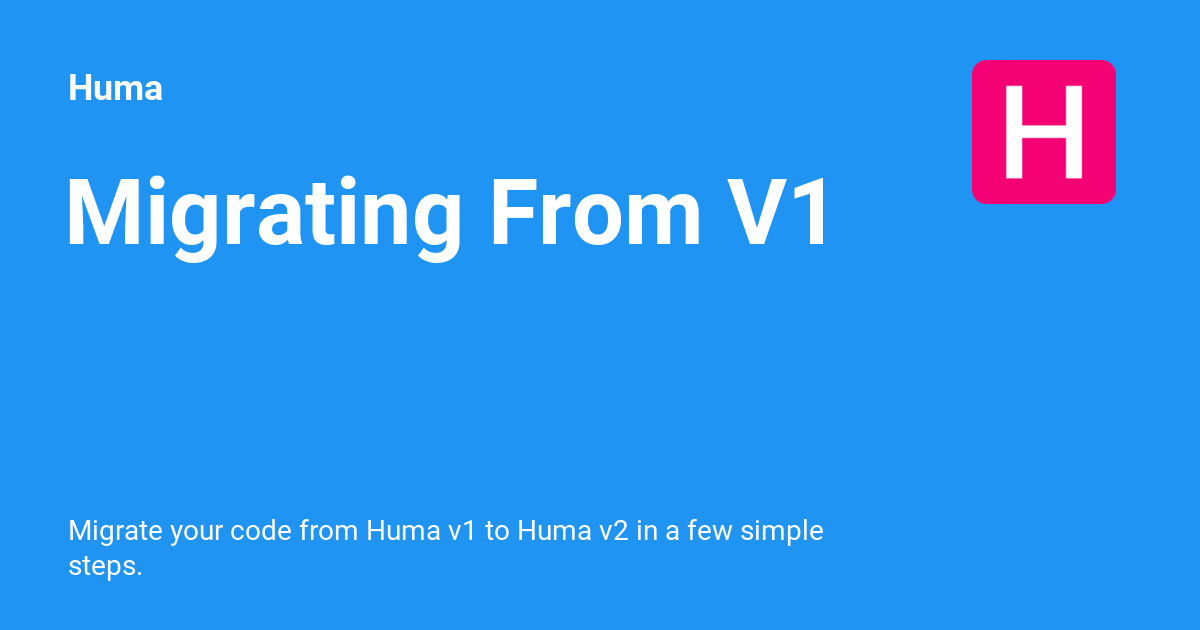 Huma
H
Migrating From V1
Migrate your code from Huma v1 to Huma v2 in a few simple
steps.